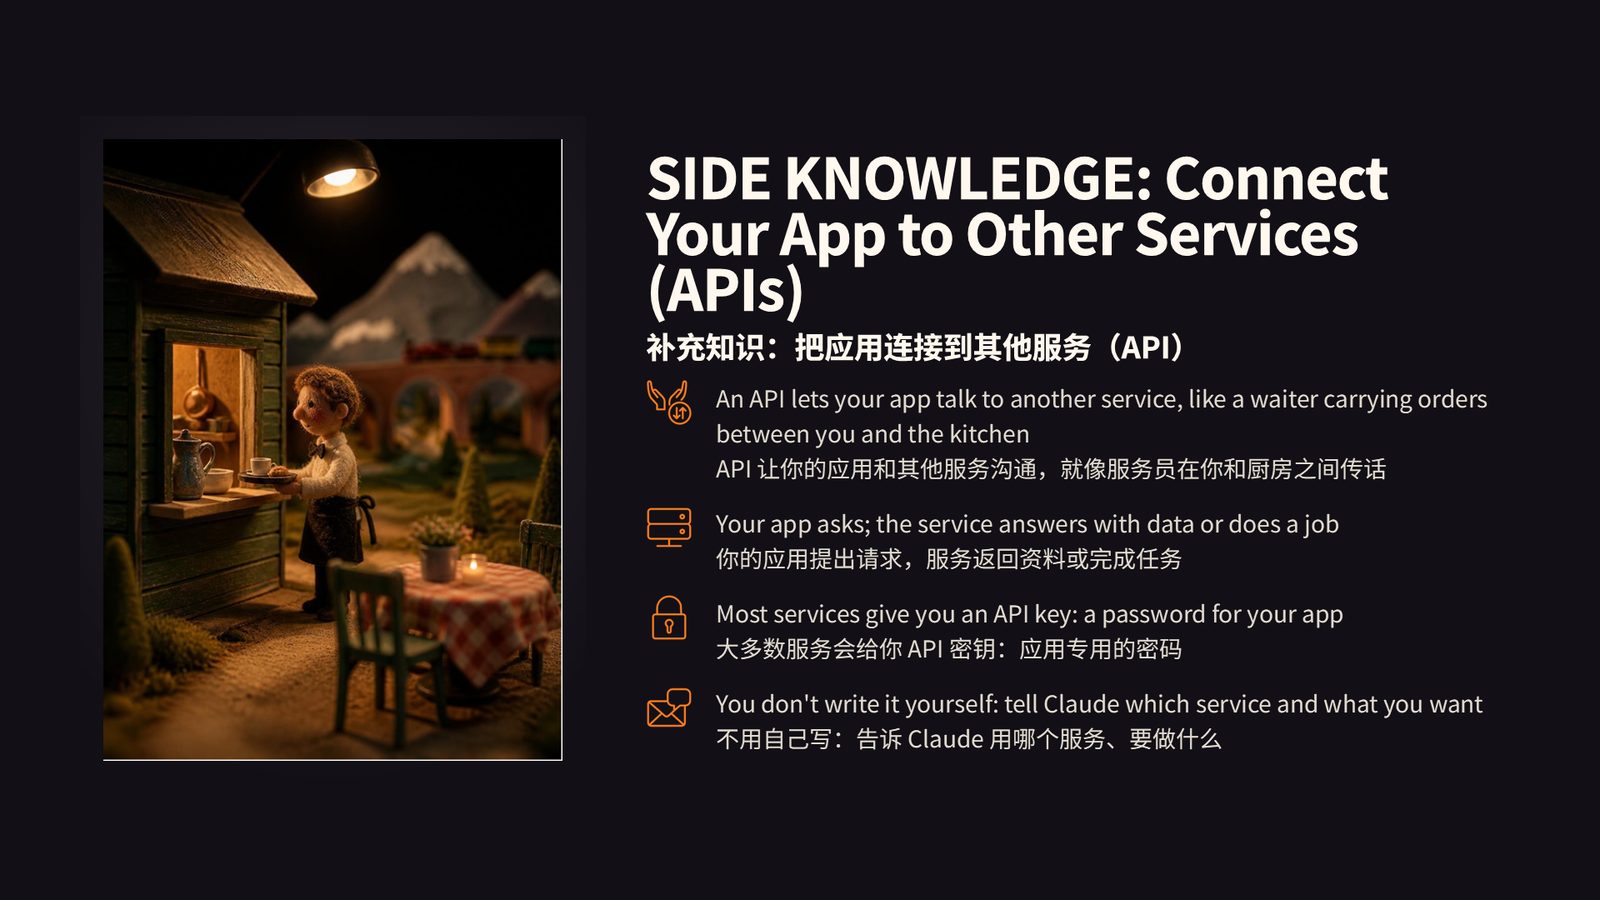 SIDE KNOWLEDGE: Connect
Your App to Other Services
(APIs)
补充知识：把应用连接到其他服务（API）
An API lets your app talk to another service, like a waiter carrying orders
between you and the kitchen
API 让你的应用和其他服务沟通，就像服务员在你和厨房之间传话
Your app asks; the service answers with data or does a job
你的应用提出请求，服务返回资料或完成任务
Most services give you an API key: a password for your app
大多数服务会给你 API 密钥：应用专用的密码
You don't write it yourself: tell Claude which service and what you want
不用自己写：告诉 Claude 用哪个服务、要做什么